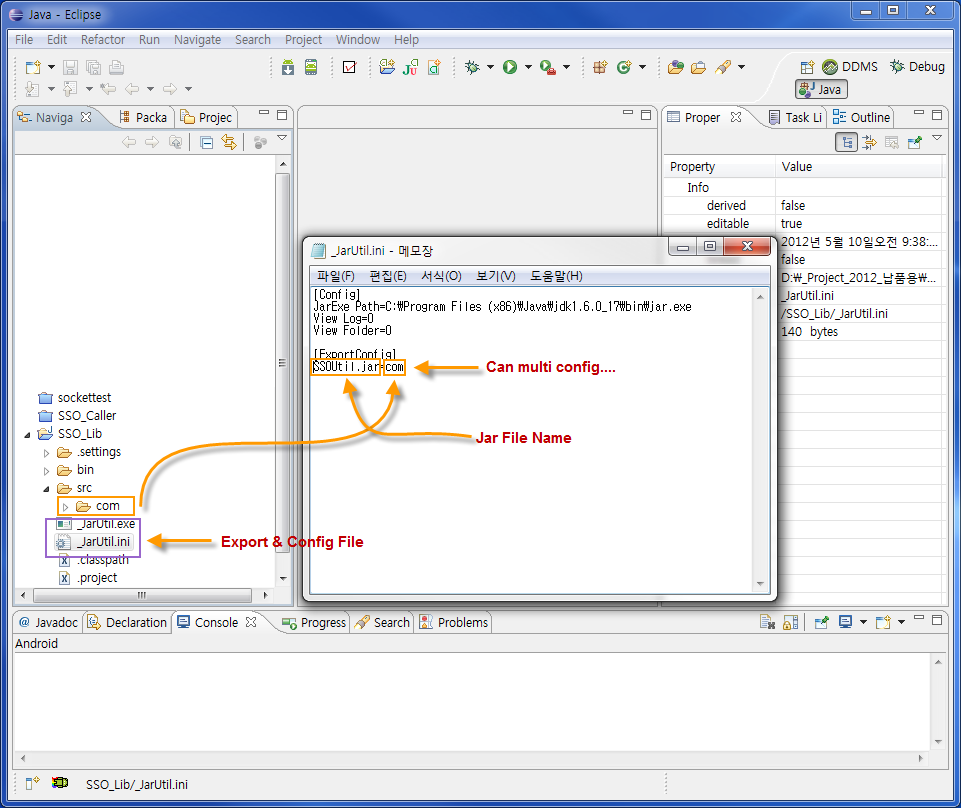 Java - Eclipse
File Edit Refactor Run Navigate Search Project Window Help
DDMS Debug
Java
Naviga Packa Projec
Proper Task Li Outline
Property Value
Info
derived false
editable true
2012년 5월 10일오전 9:38:...
false
D:₩_Project_2012_납품용₩...
_JarUtil.ini
/SSO_Lib/_JarUtil.ini
140 bytes
_JarUtil.ini - 메모장
파일(F) 편집(E) 서식(O) 보기(V) 도움말(H)
[Config]
JarExe Path=C:₩Program Files (x86)₩Java₩jdk1.6.0_17₩bin₩jar.exe
View Log=0
View Folder=0
[ExportConfig]
SSOUtil.jar=com
Can multi config....
Jar File Name
sockettest
SSO_Caller
SSO_Lib
.settings
bin
src
com
_JarUtil.exe
_JarUtil.ini
Export & Config File
.classpath
.project
@ Javadoc Declaration Console Progress Search Problems
Android
SSO_Lib/_JarUtil.ini